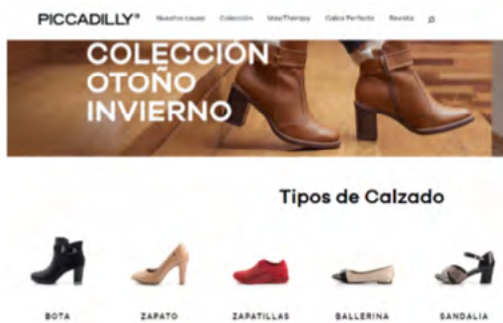 PICCADILLY®
Nuestra causa Colección MaxiTherapy Calce Perfecto Revista
COLECCIÓN
OTOÑO
INVIERNO
Tipos de Calzado
BOTA ZAPATO ZAPATILLAS BALLERINA SANDALIA